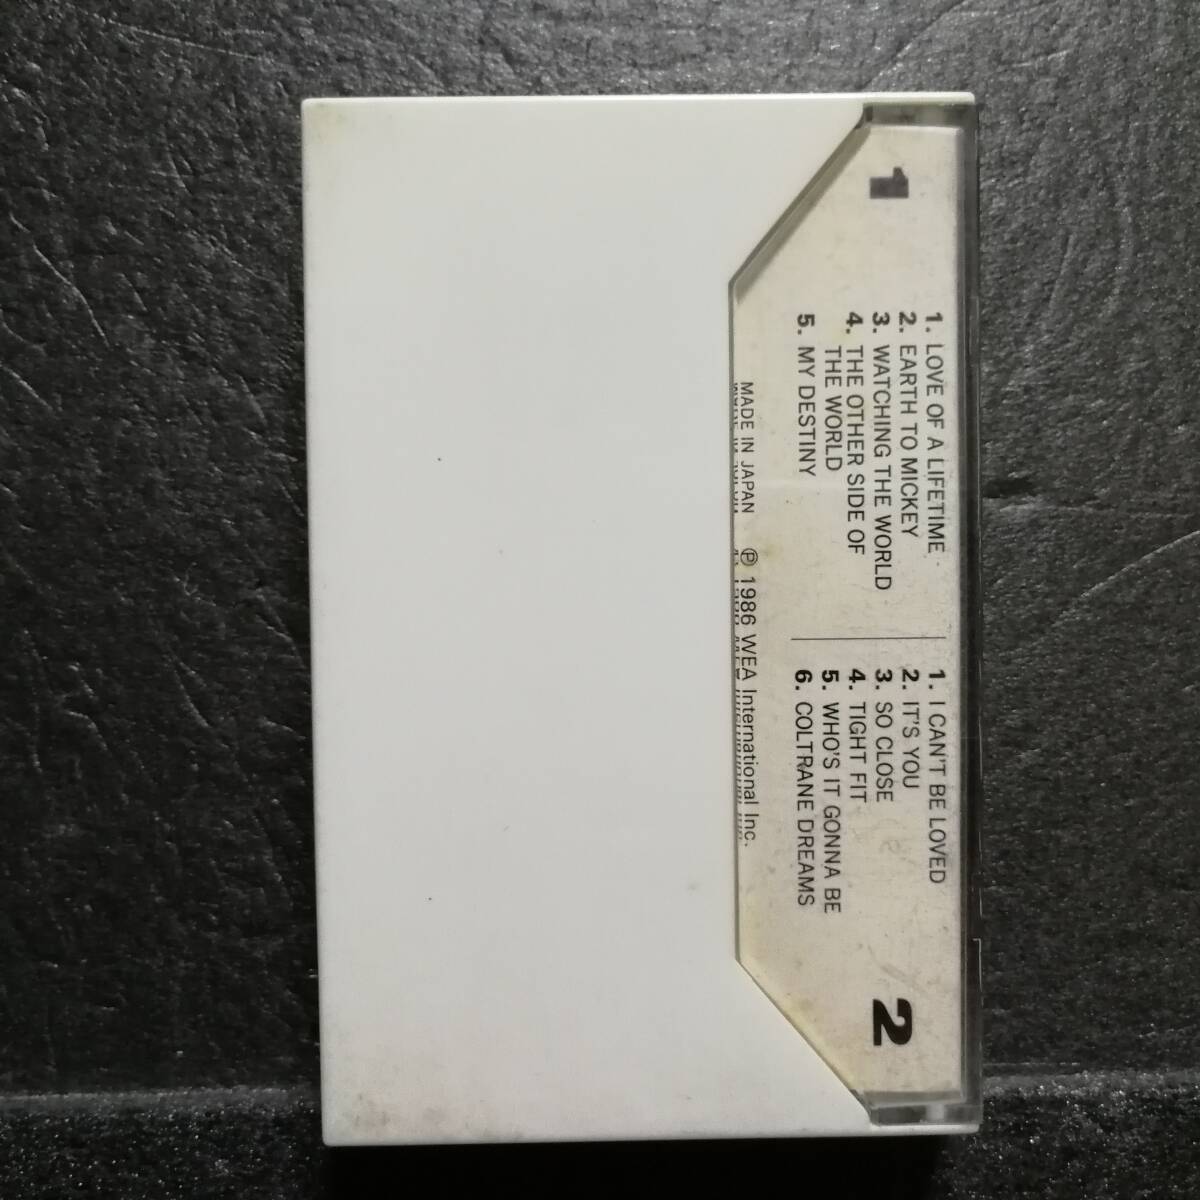 1
1. LOVE OF A LIFETIME
2. EARTH TO MICKEY
3. WATCHING THE WORLD
4. THE OTHER SIDE OF
THE WORLD
5. MY DESTINY
1. I CAN'T BE LOVED
2. IT'S YOU
3. SO CLOSE
4. TIGHT FIT
5. WHO'S IT GONNA BE
6. COLTRANE DREAMS
2
MADE IN JAPAN ℗ 1986 WEA International Inc.